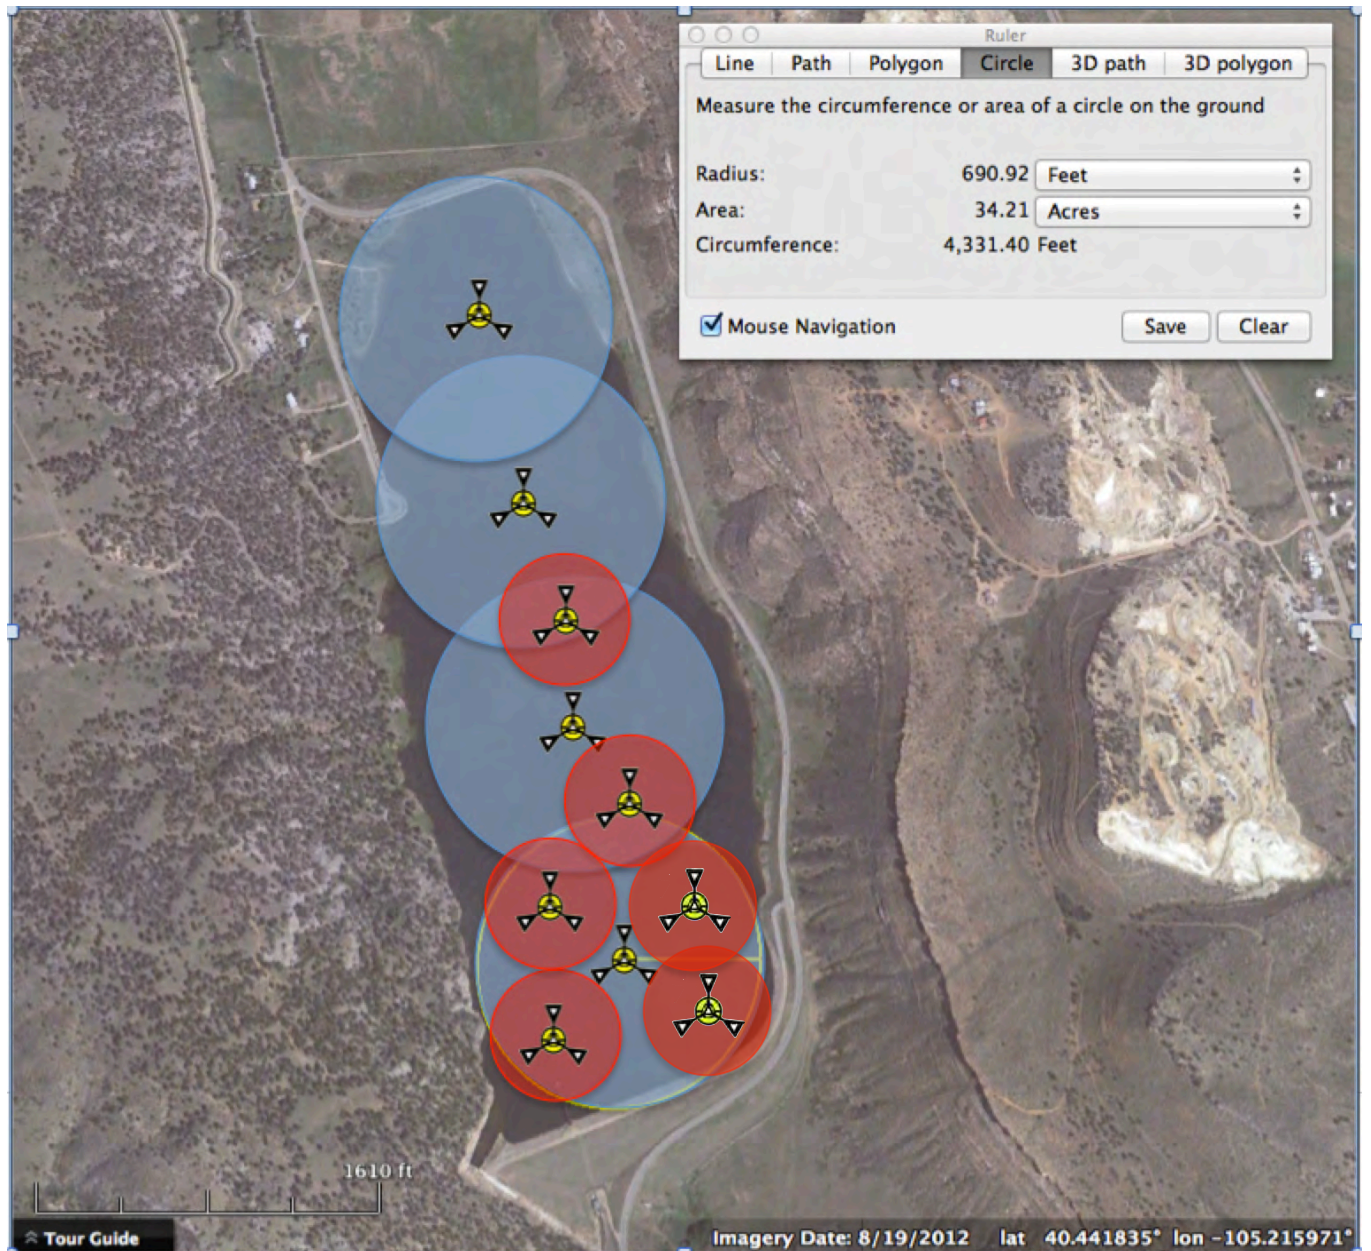 Ruler
Line Path Polygon Circle 3D path 3D polygon
Measure the circumference or area of a circle on the ground
Radius: 690.92 Feet
Area: 34.21 Acres
Circumference: 4,331.40 Feet
Mouse Navigation Save Clear
1610 ft
Tour Guide
Imagery Date: 8/19/2012 lat 40.441835° lon -105.215971°